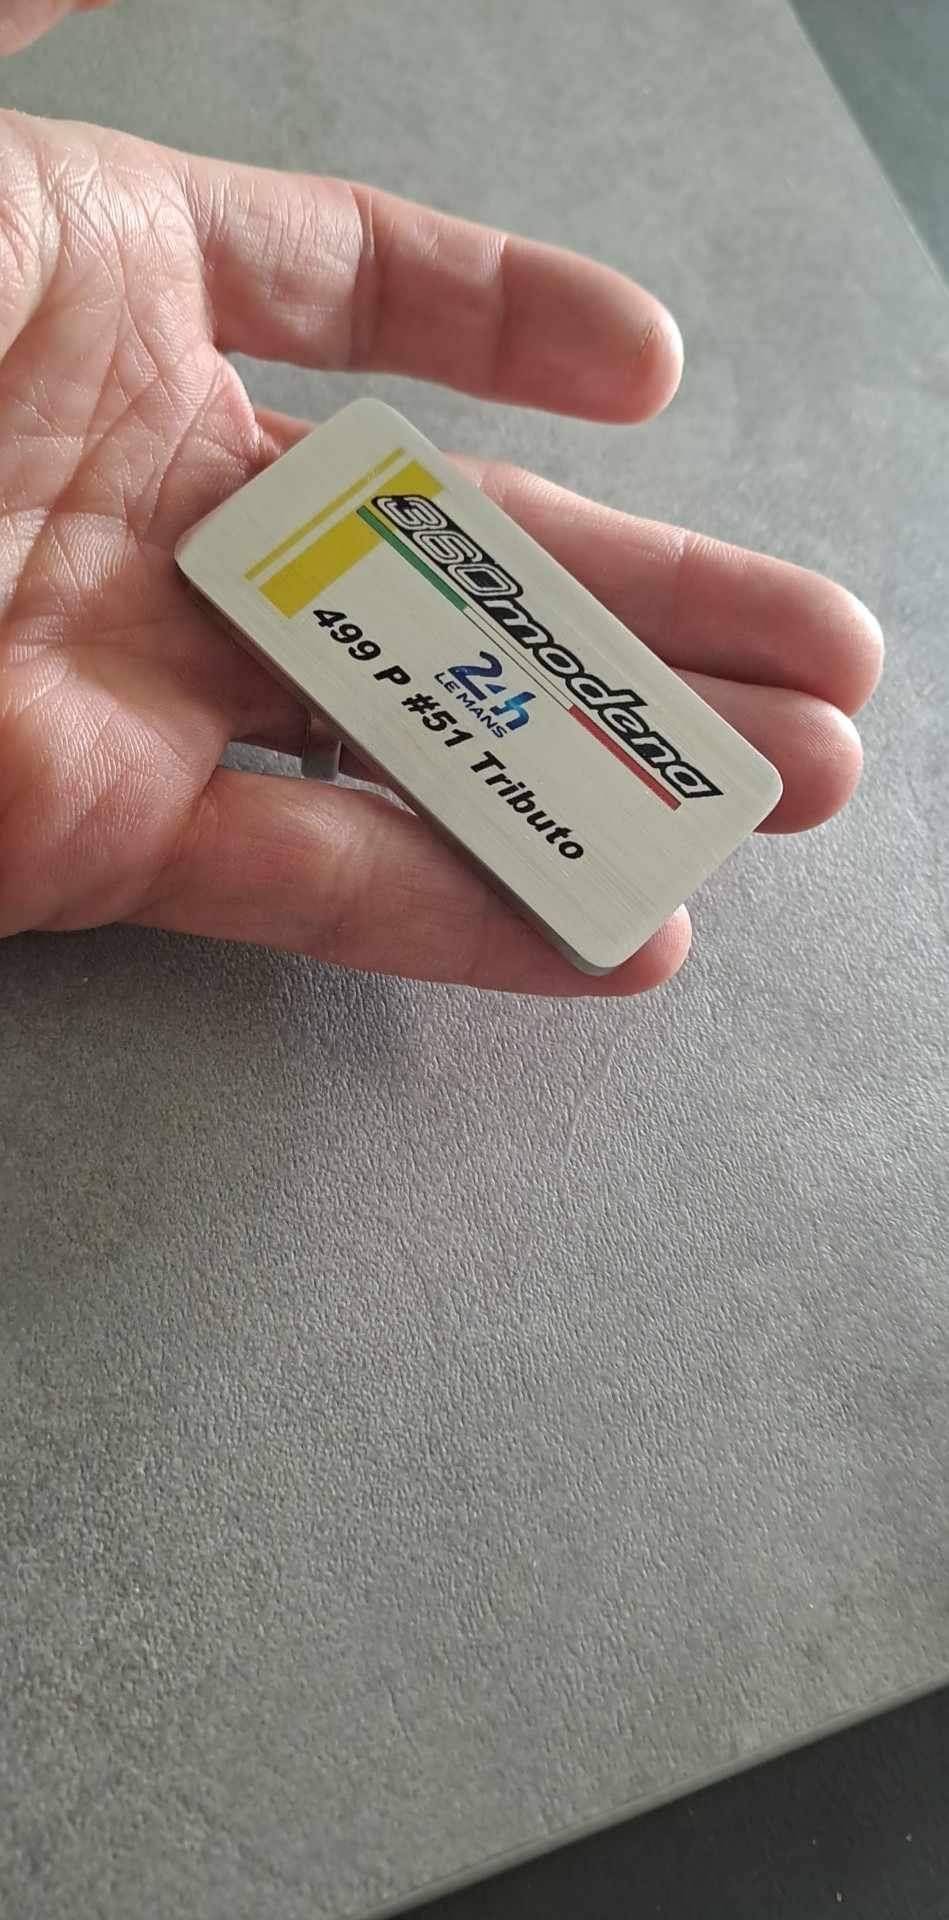 360modena
24h
LE MANS
499 P #51 Tributo